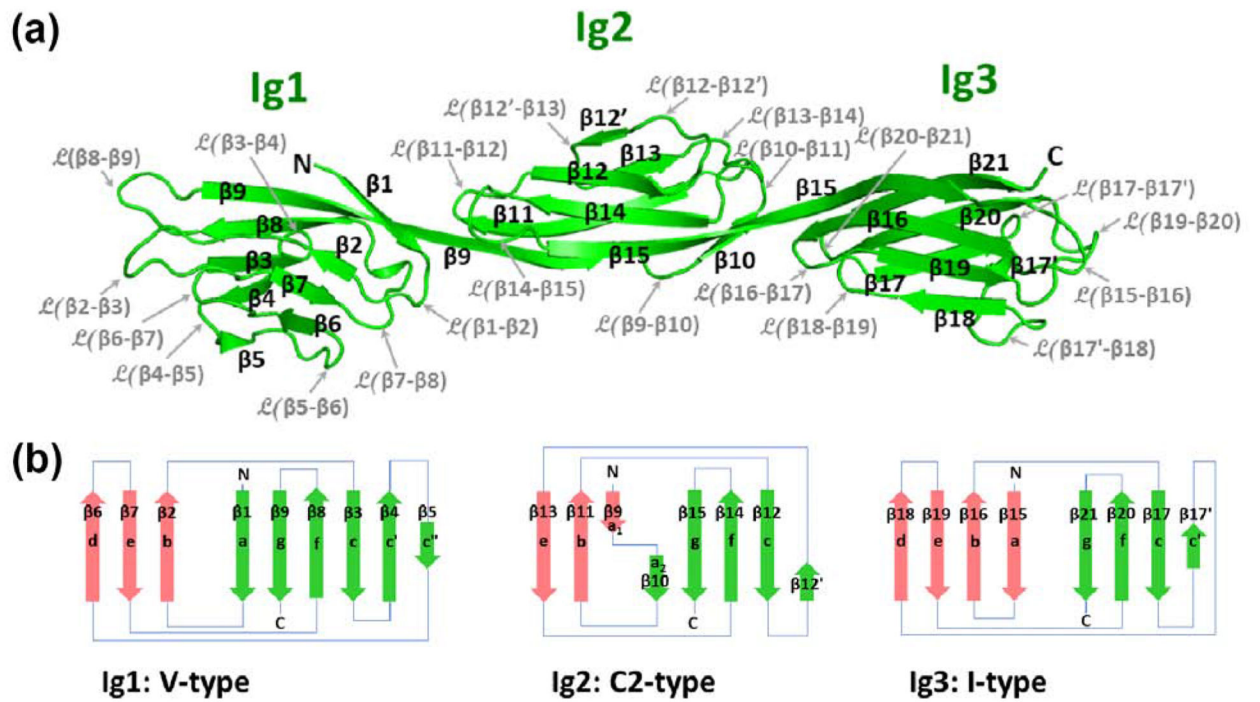 (a)
Ig2
Ig1
Ig3
ℒ(β12-β12')
ℒ(β12'-β13)
β12'
ℒ(β13-β14)
ℒ(β3-β4)
ℒ(β20-β21)
ℒ(β8-β9)
N
ℒ(β11-β12)
β13
ℒ(β10-β11)
β21
C
β12
β1
β15
ℒ(β17-β17')
β9
β11
β14
β16
β20
ℒ(β19-β20)
β8
β2
β9
β15
β10
β3
β19
β17'
β7
β17
ℒ(β2-β3)
β4
ℒ(β14-β15)
ℒ(β16-β17)
ℒ(β15-β16)
ℒ(β6-β7)
β6
ℒ(β1-β2)
ℒ(β9-β10)
ℒ(β18-β19)
β18
β5
ℒ(β17'-β18)
ℒ(β4-β5)
ℒ(β7-β8)
ℒ(β5-β6)
(b)
N
β6 β7 β2 β1 β9 β8 β3 β4 β5
d e b a g f c c' c''
C
Ig1: V-type
N
β13 β11 β9 β15 β14 β12
a1
e b g f c
a2
β10 β12'
C
Ig2: C2-type
N
β18 β19 β16 β15 β21 β20 β17 β17'
d e b a g f c c'
C
Ig3: I-type